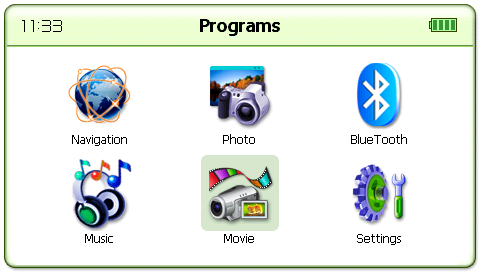 11:33 Programs
Navigation Photo BlueTooth
Music Movie Settings